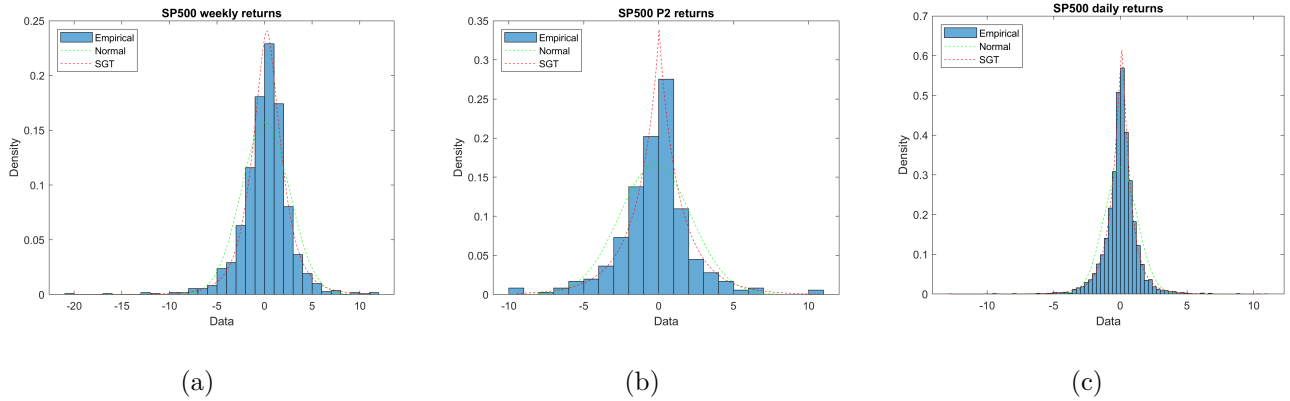 SP500 weekly returns
Empirical
Normal
SGT
0.25
0.2
0.15
0.1
0.05
0
Density
-20 -15 -10 -5 0 5 10
Data
(a)
SP500 P2 returns
Empirical
Normal
SGT
0.35
0.3
0.25
0.2
0.15
0.1
0.05
0
Density
-10 -5 0 5 10
Data
(b)
SP500 daily returns
Empirical
Normal
SGT
0.7
0.6
0.5
0.4
0.3
0.2
0.1
0
Density
-10 -5 0 5 10
Data
(c)